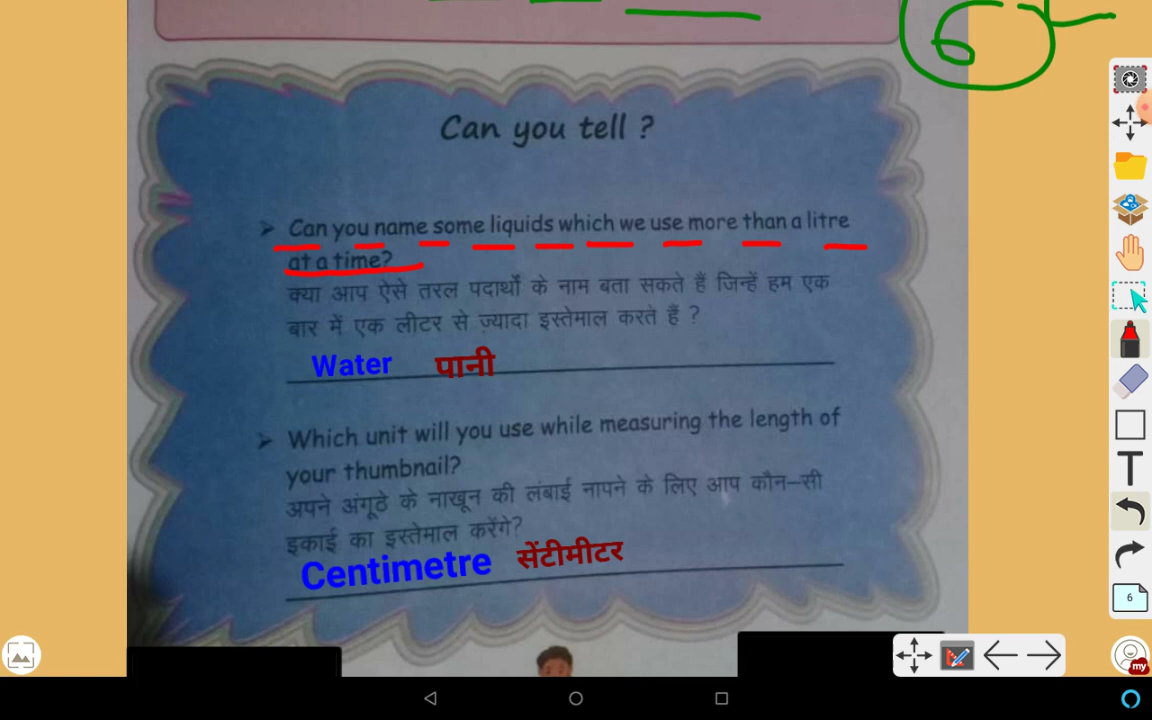 Can you tell ?
➤ Can you name some liquids which we use more than a litre
at a time?
क्या आप ऐसे तरल पदार्थों के नाम बता सकते हैं जिन्हें हम एक
बार में एक लीटर से ज़्यादा इस्तेमाल करते हैं ?
Water पानी
➤ Which unit will you use while measuring the length of
your thumbnail?
अपने अंगूठे के नाखून की लंबाई नापने के लिए आप कौन–सी
इकाई का इस्तेमाल करेंगे?
Centimetre सेंटीमीटर
T
6
my